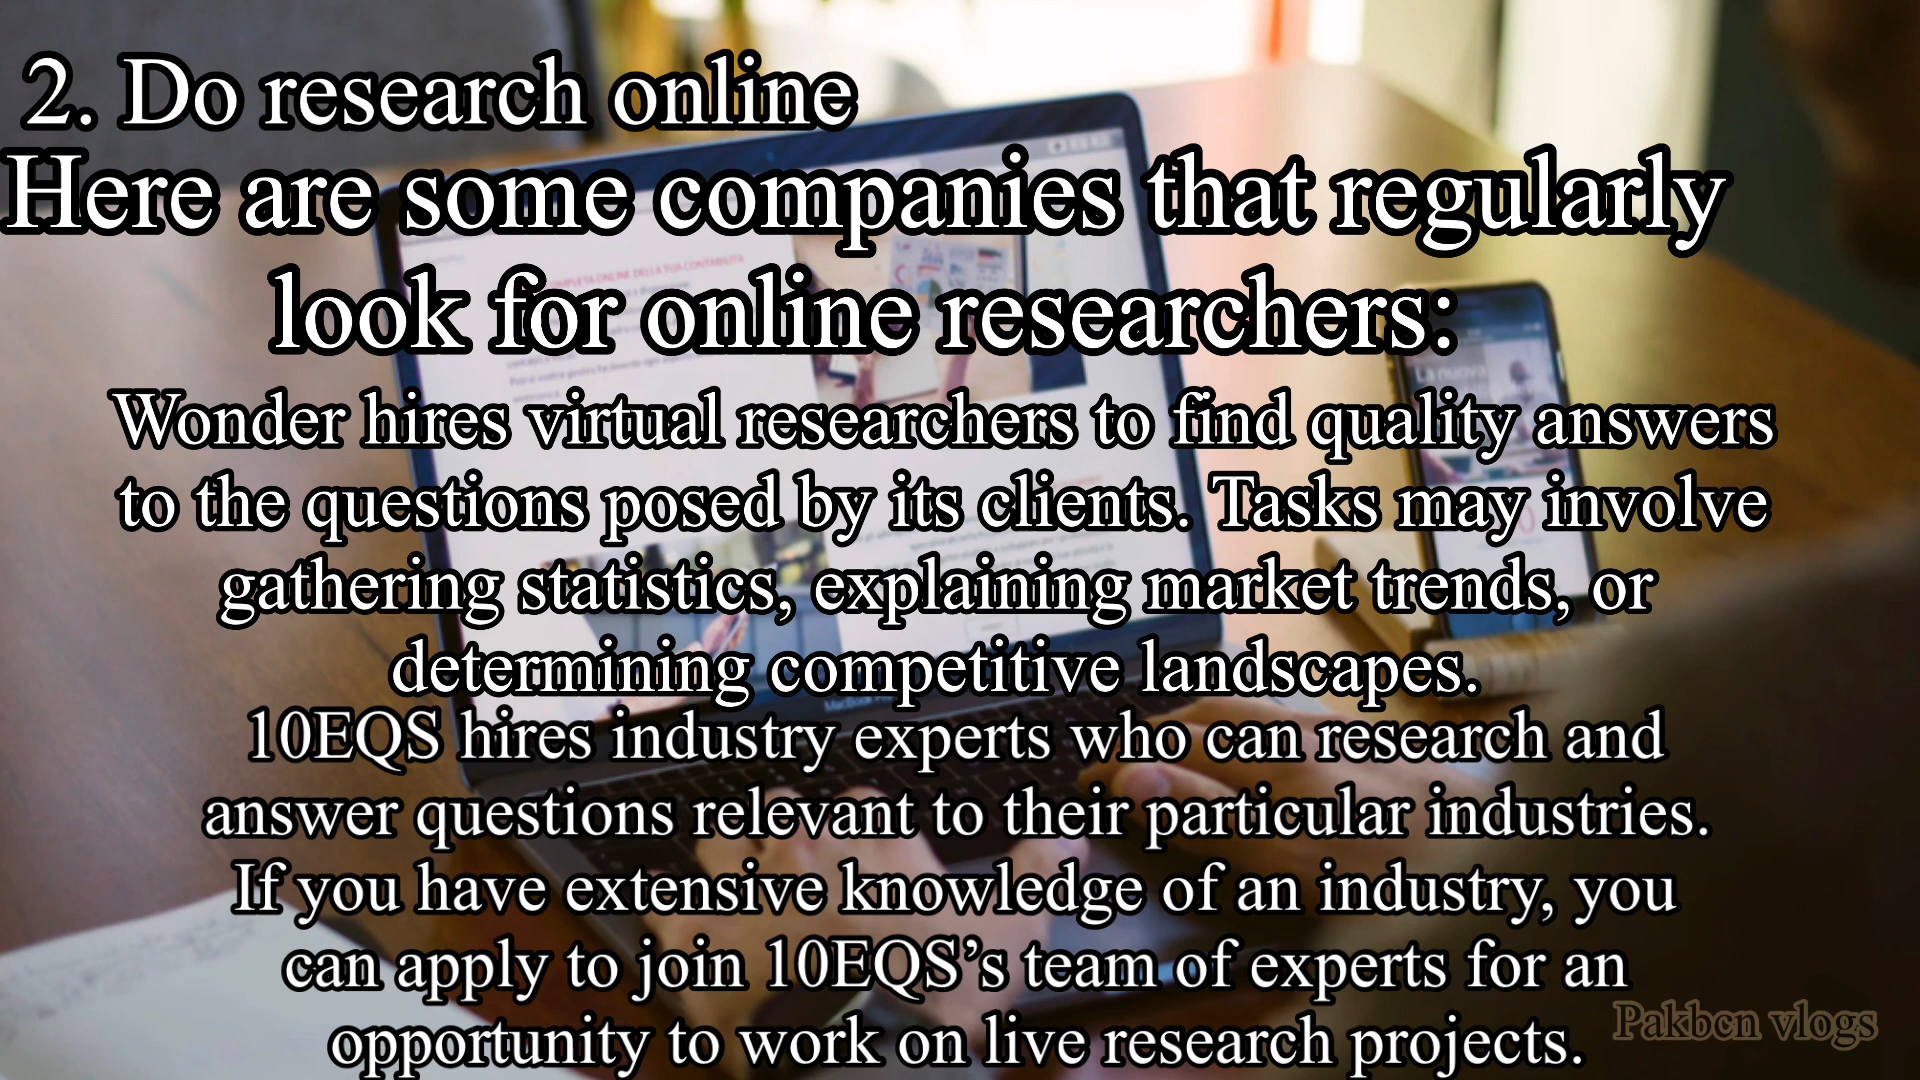 2. Do research online
Here are some companies that regularly
look for online researchers:
Wonder hires virtual researchers to find quality answers
to the questions posed by its clients. Tasks may involve
gathering statistics, explaining market trends, or
determining competitive landscapes.
10EQS hires industry experts who can research and
answer questions relevant to their particular industries.
If you have extensive knowledge of an industry, you
can apply to join 10EQS’s team of experts for an
opportunity to work on live research projects.
Pakbcn vlogs